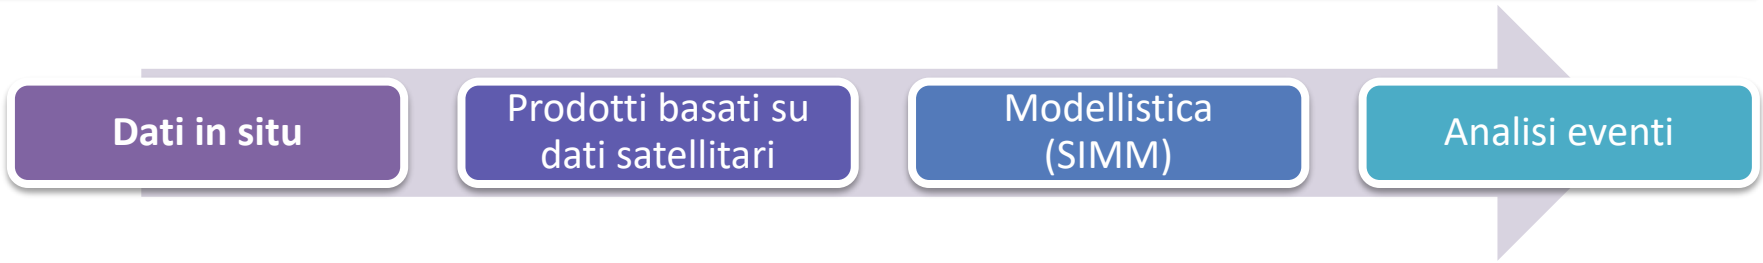 Dati in situ
Prodotti basati su
dati satellitari
Modellistica
(SIMM)
Analisi eventi